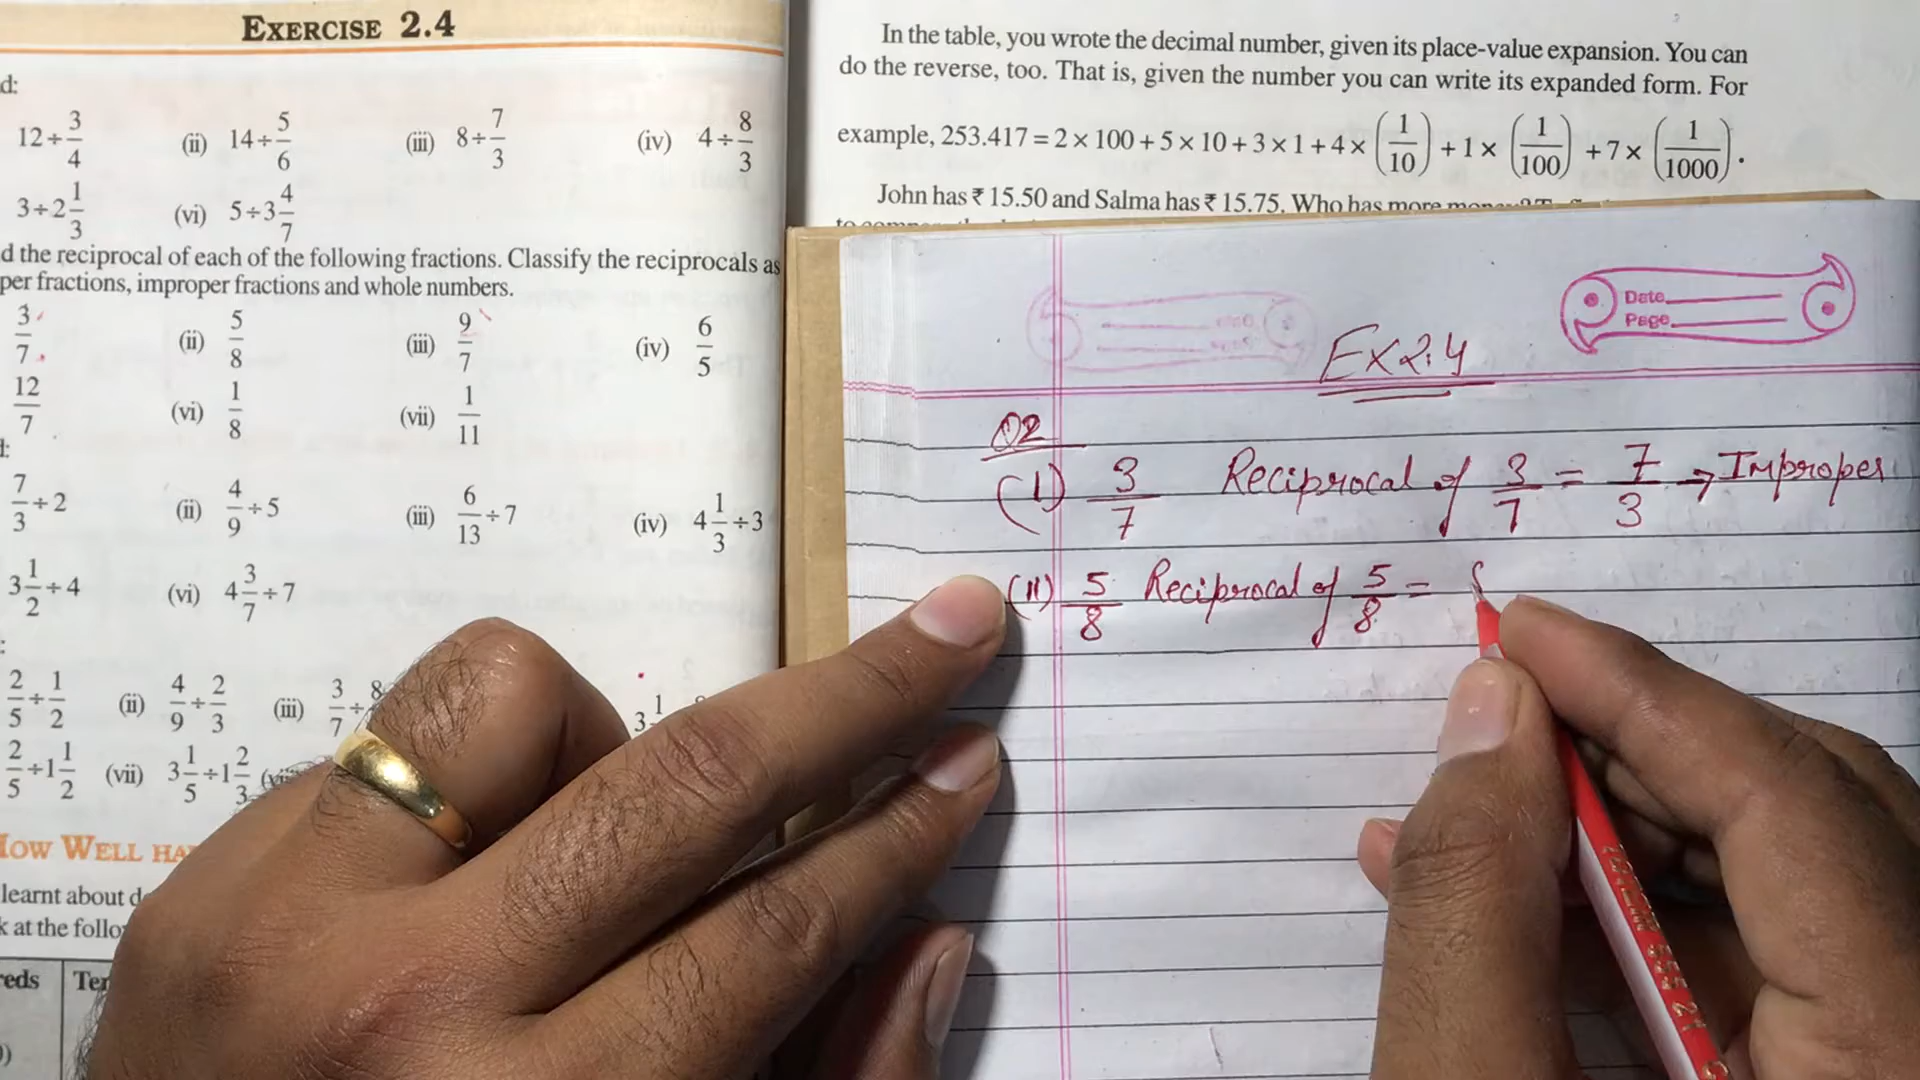 EXERCISE 2.4
d:
12 ÷ 3/4 (ii) 14 ÷ 5/6 (iii) 8 ÷ 7/3 (iv) 4 ÷ 8/3
3 ÷ 2 1/3 (vi) 5 ÷ 3 4/7
d the reciprocal of each of the following fractions. Classify the reciprocals as
per fractions, improper fractions and whole numbers.
3/7 (ii) 5/8 (iii) 9/7 (iv) 6/5
12/7 (vi) 1/8 (vii) 1/11
d:
7/3 ÷ 2 (ii) 4/9 ÷ 5 (iii) 6/13 ÷ 7 (iv) 4 1/3 ÷ 3
3 1/2 ÷ 4 (vi) 4 3/7 ÷ 7
:
2/5 ÷ 1/2 (ii) 4/9 ÷ 2/3 (iii) 3/7 ÷ 8
2/5 ÷ 1 1/2 (vii) 3 1/5 ÷ 1 2/3
HOW WELL HA
learnt about d
k at the follo
reds Ter
In the table, you wrote the decimal number, given its place-value expansion. You can
do the reverse, too. That is, given the number you can write its expanded form. For
example, 253.417 = 2 × 100 + 5 × 10 + 3 × 1 + 4 × (1/10) + 1 × (1/100) + 7 × (1/1000).
John has ₹ 15.50 and Salma has ₹ 15.75. Who has more money?
Date
Page
Ex 2.4
Q2
(I) 3/7 Reciprocal of 3/7 = 7/3 → Improper
(II) 5/8 Reciprocal of 5/8 =